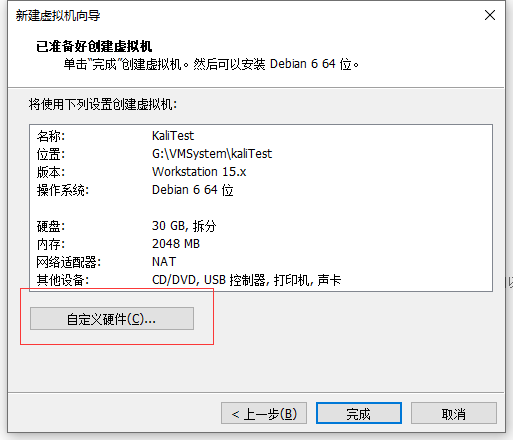 新建虚拟机向导
已准备好创建虚拟机
单击“完成”创建虚拟机。然后可以安装 Debian 6 64 位。
将使用下列设置创建虚拟机:
名称: KaliTest
位置: G:\VMSystem\kaliTest
版本: Workstation 15.x
操作系统: Debian 6 64 位
硬盘: 30 GB, 拆分
内存: 2048 MB
网络适配器: NAT
其他设备: CD/DVD, USB 控制器, 打印机, 声卡
自定义硬件(C)...
< 上一步(B) 完成 取消